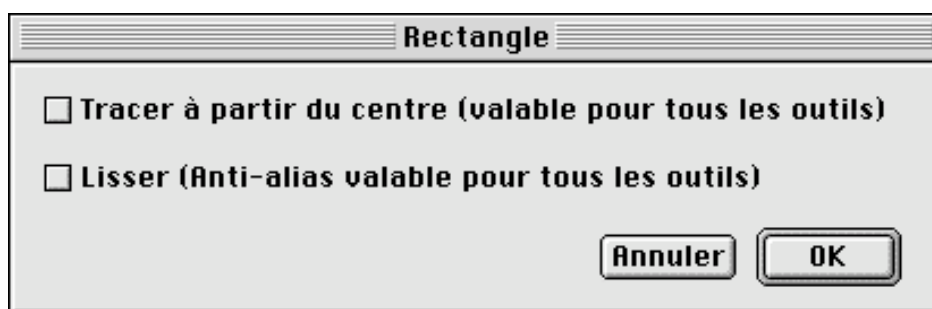 Rectangle
Tracer à partir du centre (valable pour tous les outils)
Lisser (Anti-alias valable pour tous les outils)
Annuler OK